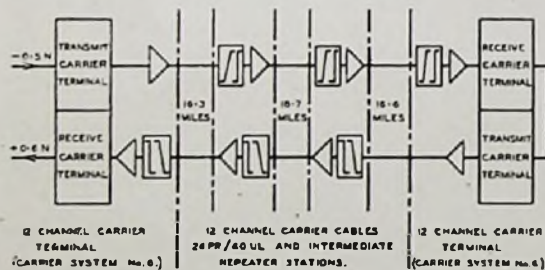 -0·5 N
TRANSMIT
CARRIER
TERMINAL
RECEIVE
CARRIER
TERMINAL
16·3
MILES
18·7
MILES
16·6
MILES
+0·6 N
RECEIVE
CARRIER
TERMINAL
TRANSMIT
CARRIER
TERMINAL
12 CHANNEL CARRIER
TERMINAL
(CARRIER SYSTEM No. 6.)
12 CHANNEL CARRIER CABLES
24 PR/40 UL AND INTERMEDIATE
REPEATER STATIONS.
12 CHANNEL CARRIER
TERMINAL
(CARRIER SYSTEM No. 6)